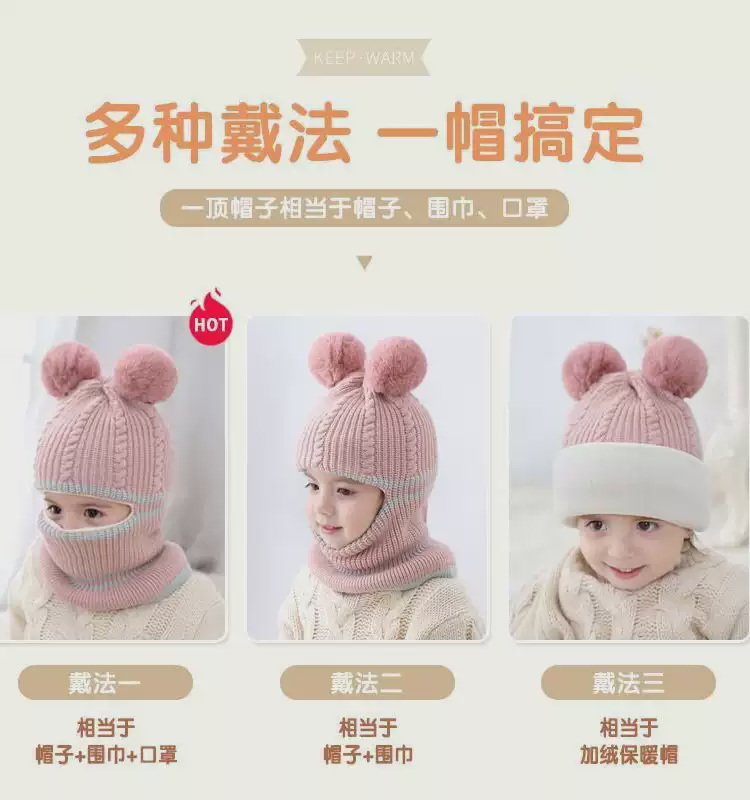 KEEP·WARM
多种戴法 一帽搞定
一顶帽子相当于帽子、围巾、口罩
HOT
戴法一
戴法二
戴法三
相当于
帽子+围巾+口罩
相当于
帽子+围巾
相当于
加绒保暖帽